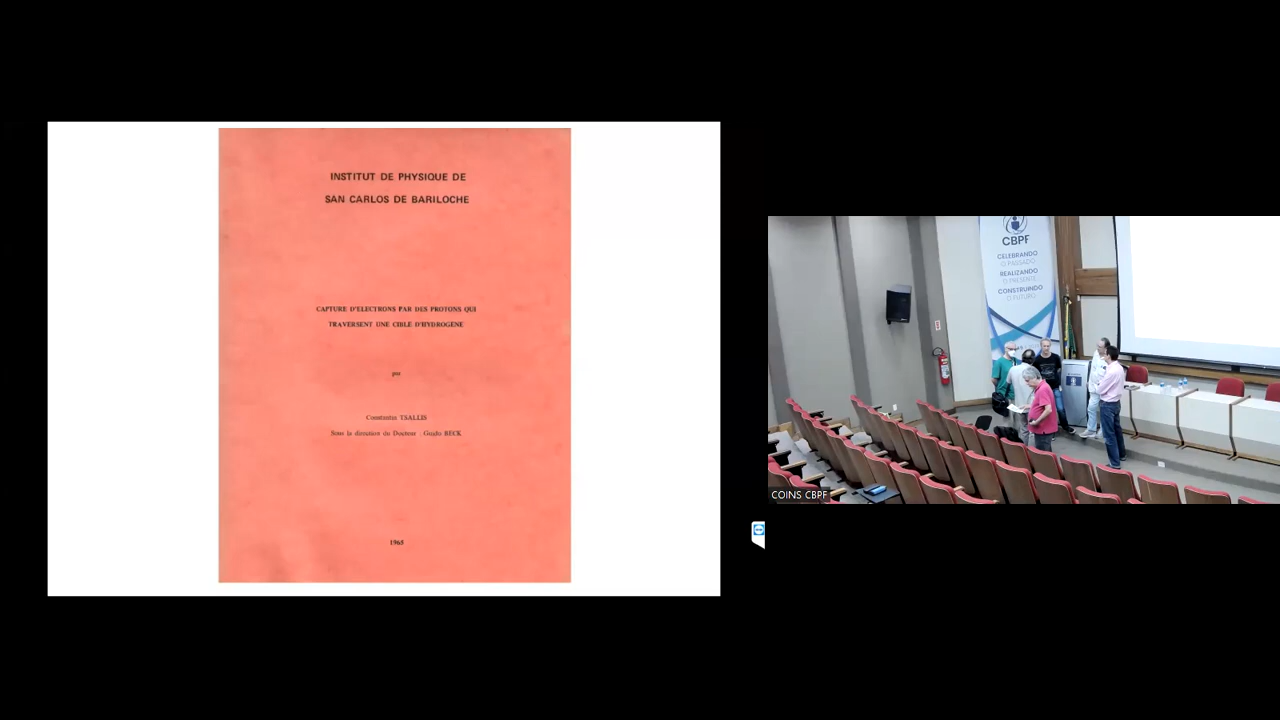 INSTITUT DE PHYSIQUE DE
SAN CARLOS DE BARILOCHE
CAPTURE D'ELECTRONS PAR DES PROTONS QUI
TRAVERSENT UNE CIBLE D'HYDROGENE
par
Constantin TSALLIS
Sous la direction du Docteur : Guido BECK
1965
CBPF
CELEBRANDO
O PASSADO
REALIZANDO
O PRESENTE
CONSTRUINDO
O FUTURO
COINS CBPF